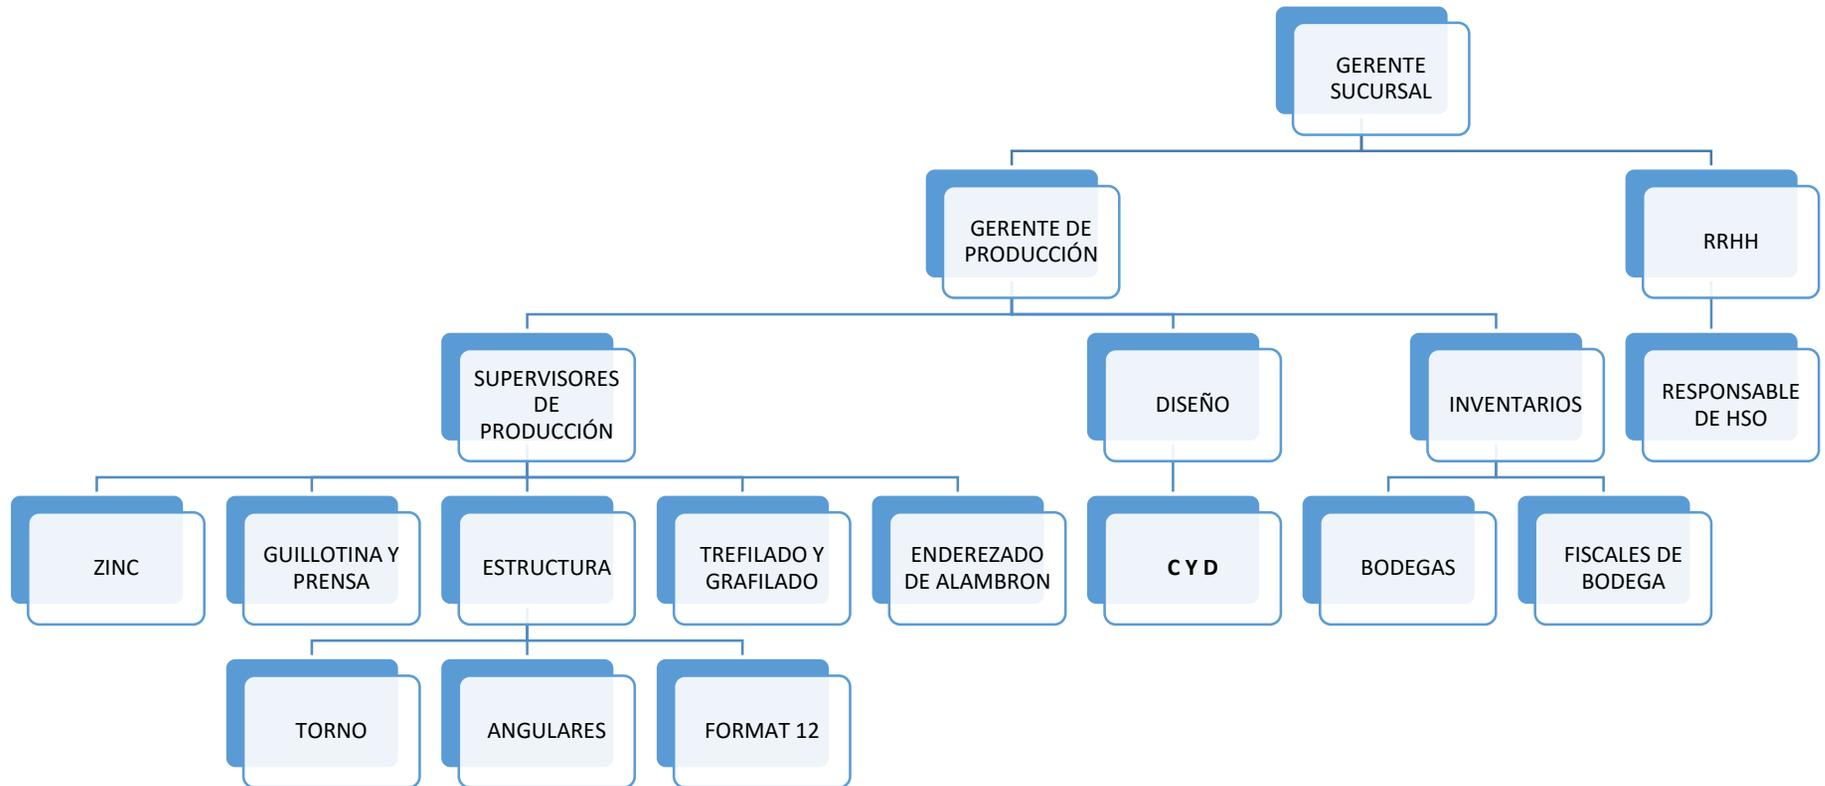 GERENTE
SUCURSAL
GERENTE DE
PRODUCCIÓN
RRHH
SUPERVISORES
DE
PRODUCCIÓN
DISEÑO
INVENTARIOS
RESPONSABLE
DE HSO
ZINC
GUILLOTINA Y
PRENSA
ESTRUCTURA
TREFILADO Y
GRAFILADO
ENDEREZADO
DE ALAMBRON
C Y D
BODEGAS
FISCALES DE
BODEGA
TORNO
ANGULARES
FORMAT 12